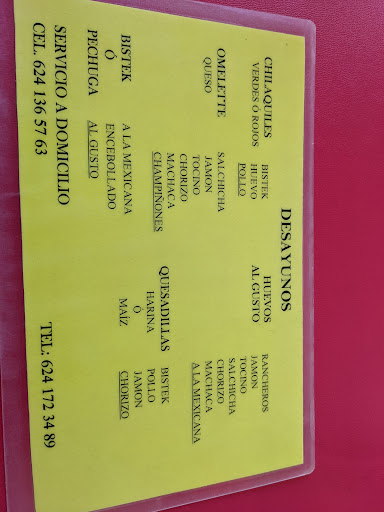 DESAYUNOS
CHILAQUILES
VERDES Ó ROJOS
BISTEK
HUEVO
POLLO
OMELETTE
QUESO
SALCHICHA
JAMON
TOCINO
CHORIZO
MACHACA
CHAMPIÑONES
BISTEK
Ó
PECHUGA
A LA MEXICANA
ENCEBOLLADO
AL GUSTO
HUEVOS
AL GUSTO
RANCHEROS
JAMON
TOCINO
SALCHICHA
CHORIZO
MACHACA
A LA MEXICANA
QUESADILLAS
HARINA
Ó
MAÍZ
BISTEK
POLLO
JAMON
CHORIZO
SERVICIO A DOMICILIO
CEL. 624 136 57 63
TEL: 624 172 34 89